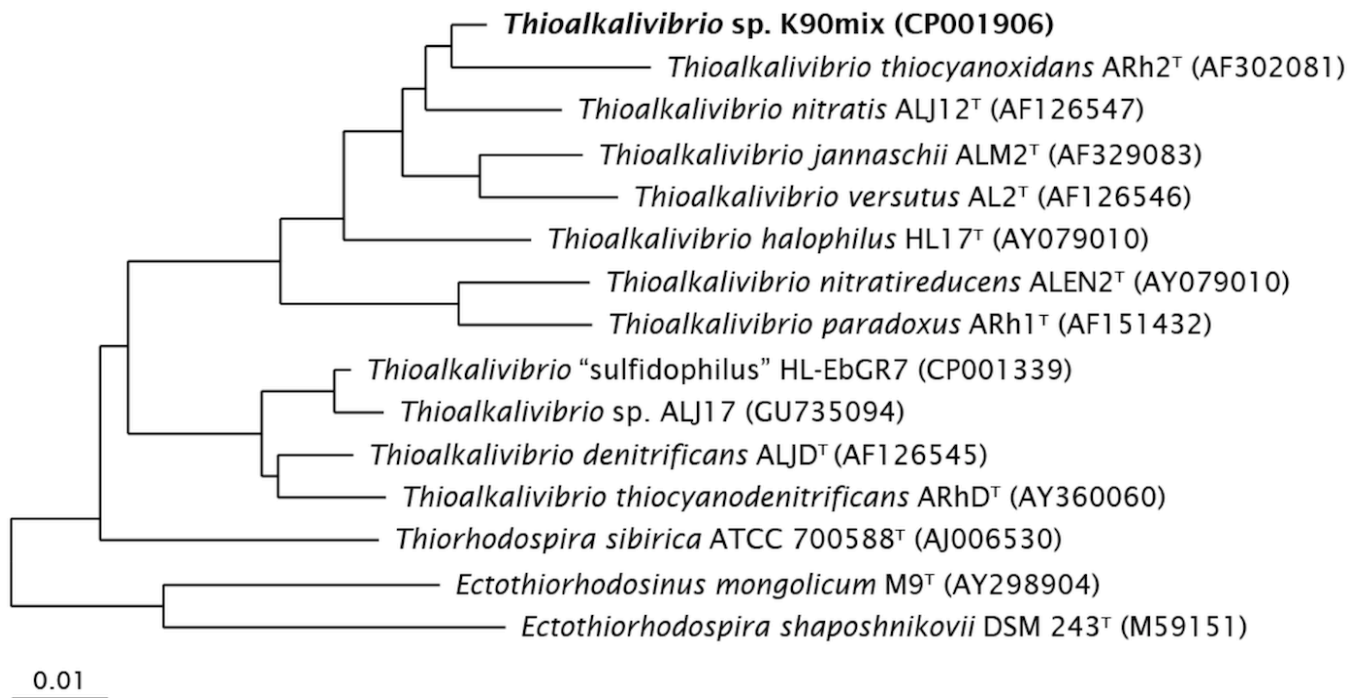 Thioalkalivibrio sp. K90mix (CP001906)
Thioalkalivibrio thiocyanoxidans ARh2ᵀ (AF302081)
Thioalkalivibrio nitratis ALJ12ᵀ (AF126547)
Thioalkalivibrio jannaschii ALM2ᵀ (AF329083)
Thioalkalivibrio versutus AL2ᵀ (AF126546)
Thioalkalivibrio halophilus HL17ᵀ (AY079010)
Thioalkalivibrio nitratireducens ALEN2ᵀ (AY079010)
Thioalkalivibrio paradoxus ARh1ᵀ (AF151432)
Thioalkalivibrio “sulfidophilus” HL-EbGR7 (CP001339)
Thioalkalivibrio sp. ALJ17 (GU735094)
Thioalkalivibrio denitrificans ALJDᵀ (AF126545)
Thioalkalivibrio thiocyanodenitrificans ARhDᵀ (AY360060)
Thiorhodospira sibirica ATCC 700588ᵀ (AJ006530)
Ectothiorhodosinus mongolicum M9ᵀ (AY298904)
Ectothiorhodospira shaposhnikovii DSM 243ᵀ (M59151)
0.01